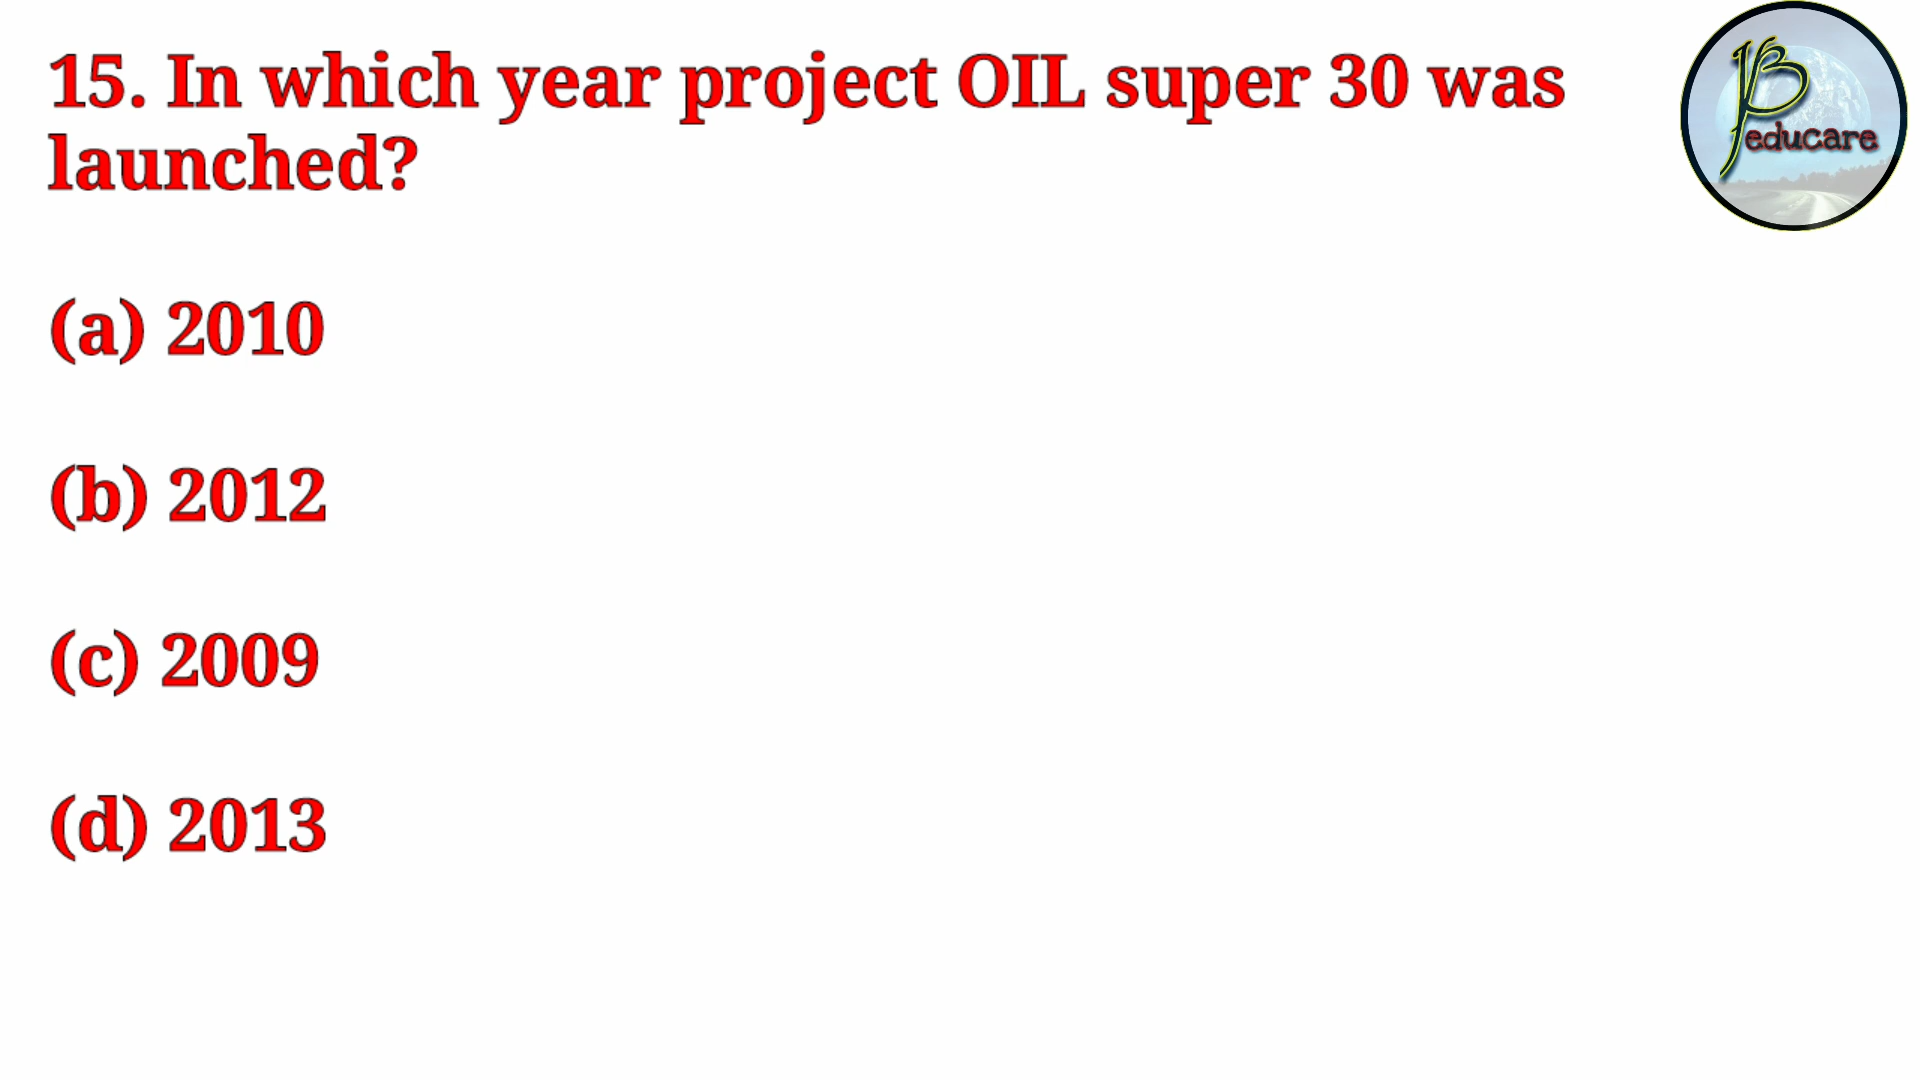 15. In which year project OIL super 30 was
launched?
(a) 2010
(b) 2012
(c) 2009
(d) 2013
educare